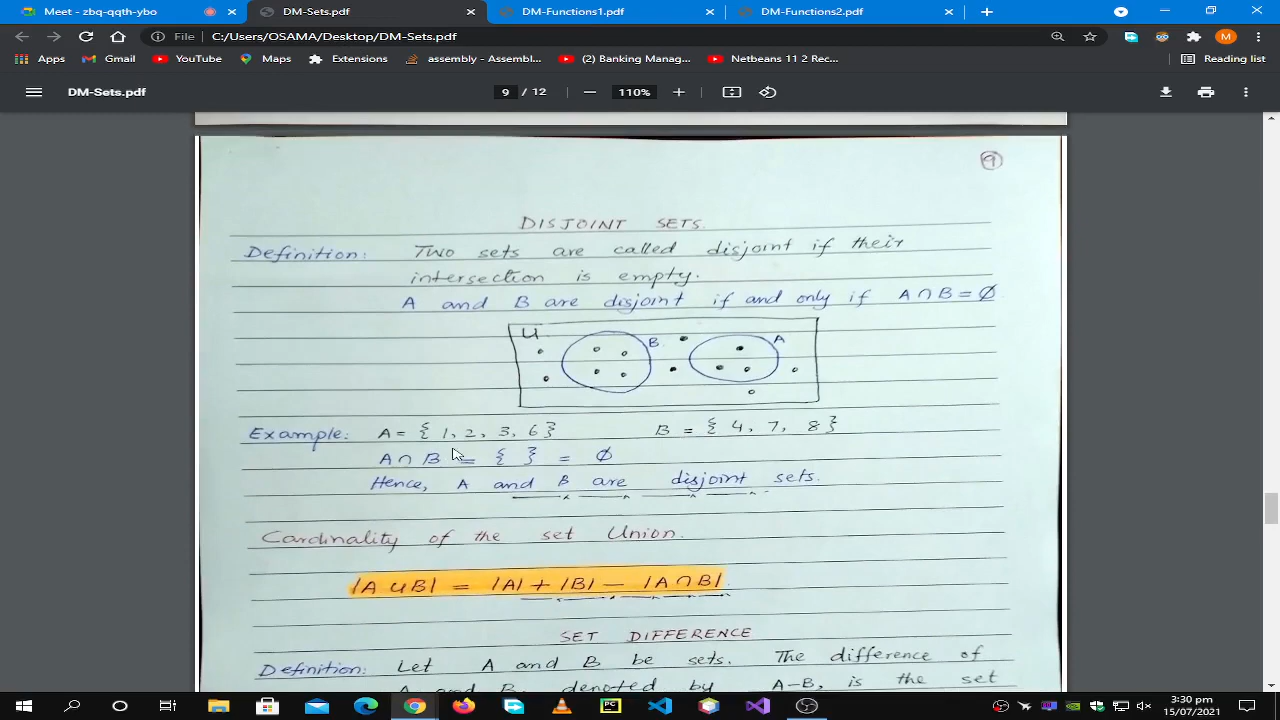 Meet - zbq-qqth-ybo
DM-Sets.pdf
DM-Functions1.pdf
DM-Functions2.pdf
File
C:/Users/OSAMA/Desktop/DM-Sets.pdf
M
Apps
Gmail
YouTube
Maps
Extensions
assembly - Assembl...
(2) Banking Manag...
Netbeans 11 2 Rec...
Reading list
DM-Sets.pdf
9 / 12
110%
9
DISJOINT SETS.
Definition: Two sets are called disjoint if their
intersection is empty.
A and B are disjoint if and only if A ∩ B = ∅
U
B
A
Example: A = { 1, 2, 3, 6 } B = { 4, 7, 8 }
A ∩ B = { } = ∅
Hence, A and B are disjoint sets.
Cardinality of the set Union.
|A ∪ B| = |A| + |B| − |A ∩ B|.
SET DIFFERENCE
Definition: Let A and B be sets. The difference of
A and B, denoted by A-B, is the set
PC
3:30 pm
15/07/2021